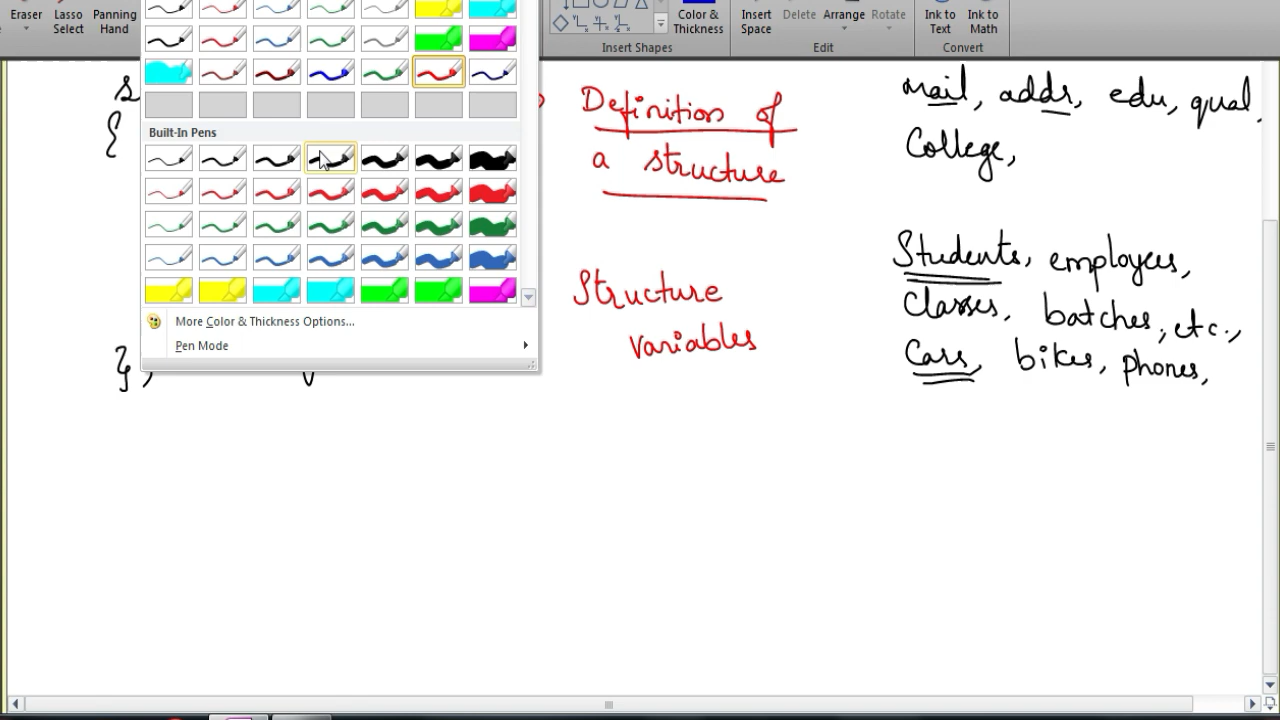 Eraser
Lasso Select
Panning Hand
Color & Thickness
Insert Space
Delete
Arrange
Rotate
Ink to Text
Ink to Math
Insert Shapes
Edit
Convert
Built-In Pens
More Color & Thickness Options...
Pen Mode
s
{
};
Definition of
a structure
Structure
variables
mail, addr, edu, qual,
College,
Students, employees,
Classes, batches, etc.,
Cars, bikes, phones,